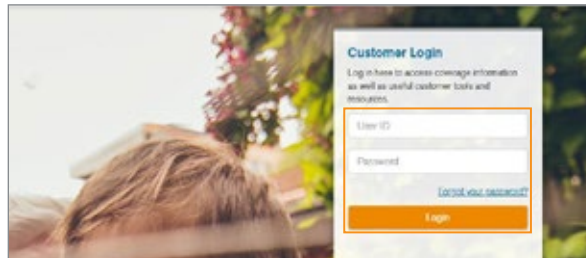 Customer Login
Log in here to access coverage information
as well as useful customer tools and
resources.
User ID
Password
Forgot your password?
Login